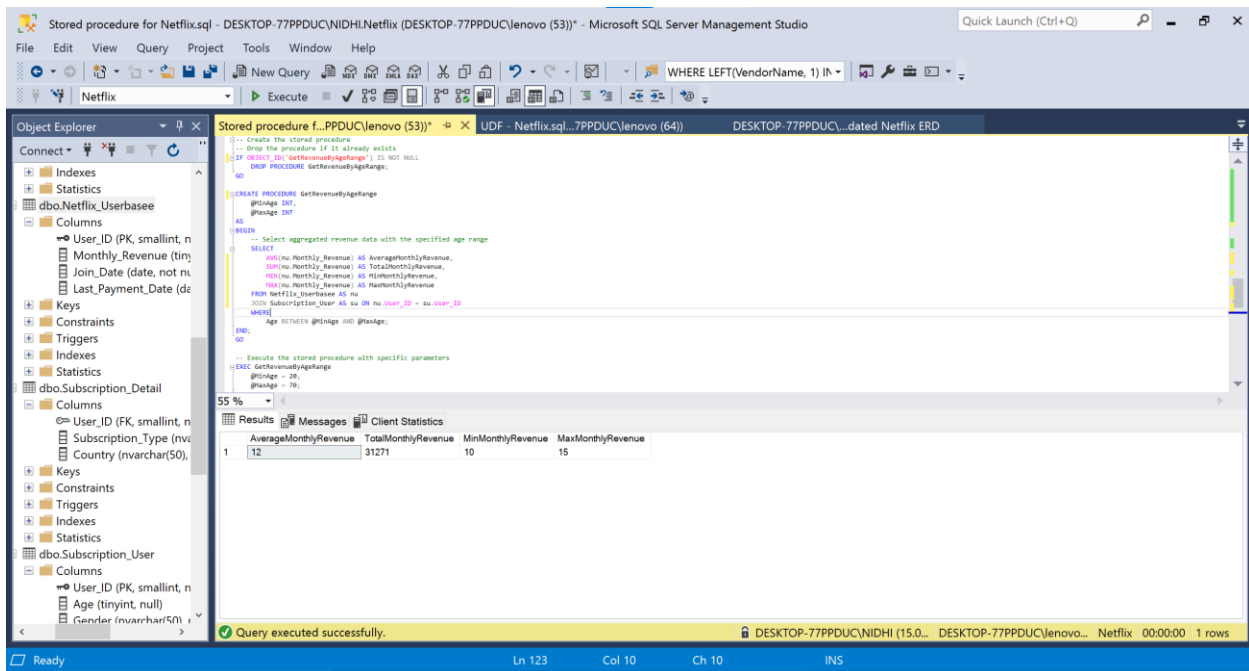 Stored procedure for Netflix.sql - DESKTOP-77PPDUC\NIDHI.Netflix (DESKTOP-77PPDUC\lenovo (53))* - Microsoft SQL Server Management Studio
Quick Launch (Ctrl+Q)
File Edit View Query Project Tools Window Help
New Query
WHERE LEFT(VendorName, 1) IN
Netflix
Execute
Object Explorer
Connect
Indexes
Statistics
dbo.Netflix_Userbasee
Columns
User_ID (PK, smallint, n
Monthly_Revenue (tiny
Join_Date (date, not nu
Last_Payment_Date (da
Keys
Constraints
Triggers
Indexes
Statistics
dbo.Subscription_Detail
Columns
User_ID (FK, smallint, n
Subscription_Type (nva
Country (nvarchar(50),
Keys
Constraints
Triggers
Indexes
Statistics
dbo.Subscription_User
Columns
User_ID (PK, smallint, n
Age (tinyint, null)
Gender (nvarchar(50)
Stored procedure f...PPDUC\lenovo (53))*
UDF - Netflix.sql...7PPDUC\lenovo (64))
DESKTOP-77PPDUC\...dated Netflix ERD
-- Create the stored procedure
-- Drop the procedure if it already exists
IF OBJECT_ID('GetRevenueByAgeRange') IS NOT NULL
DROP PROCEDURE GetRevenueByAgeRange;
GO
CREATE PROCEDURE GetRevenueByAgeRange
@MinAge INT,
@MaxAge INT
AS
BEGIN
-- Select aggregated revenue data with the specified age range
SELECT
AVG(nu.Monthly_Revenue) AS AverageMonthlyRevenue,
SUM(nu.Monthly_Revenue) AS TotalMonthlyRevenue,
MIN(nu.Monthly_Revenue) AS MinMonthlyRevenue,
MAX(nu.Monthly_Revenue) AS MaxMonthlyRevenue
FROM Netflix_Userbasee AS nu
JOIN Subscription_User AS su ON nu.User_ID = su.User_ID
WHERE
Age BETWEEN @MinAge AND @MaxAge;
END;
GO
-- Execute the stored procedure with specific parameters
EXEC GetRevenueByAgeRange
@MinAge = 20,
@MaxAge = 70;
55 %
Results Messages Client Statistics
AverageMonthlyRevenue TotalMonthlyRevenue MinMonthlyRevenue MaxMonthlyRevenue
1 12 31271 10 15
Query executed successfully.
DESKTOP-77PPDUC\NIDHI (15.0... DESKTOP-77PPDUC\lenovo... Netflix 00:00:00 1 rows
Ready Ln 123 Col 10 Ch 10 INS